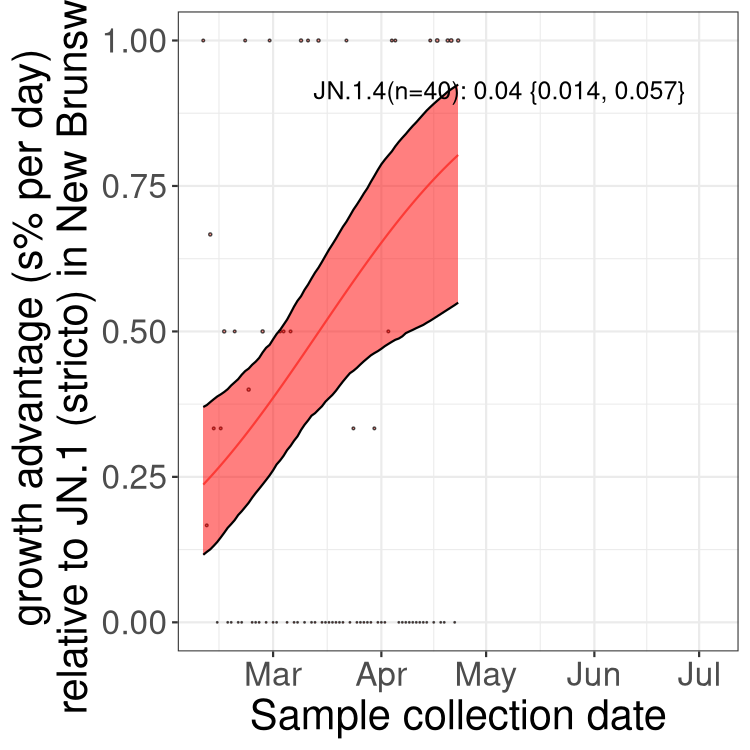 growth advantage (s% per day)
relative to JN.1 (stricto) in New Brunsw
1.00
0.75
0.50
0.25
0.00
JN.1.4(n=40): 0.04 {0.014, 0.057}
Mar Apr May Jun Jul
Sample collection date